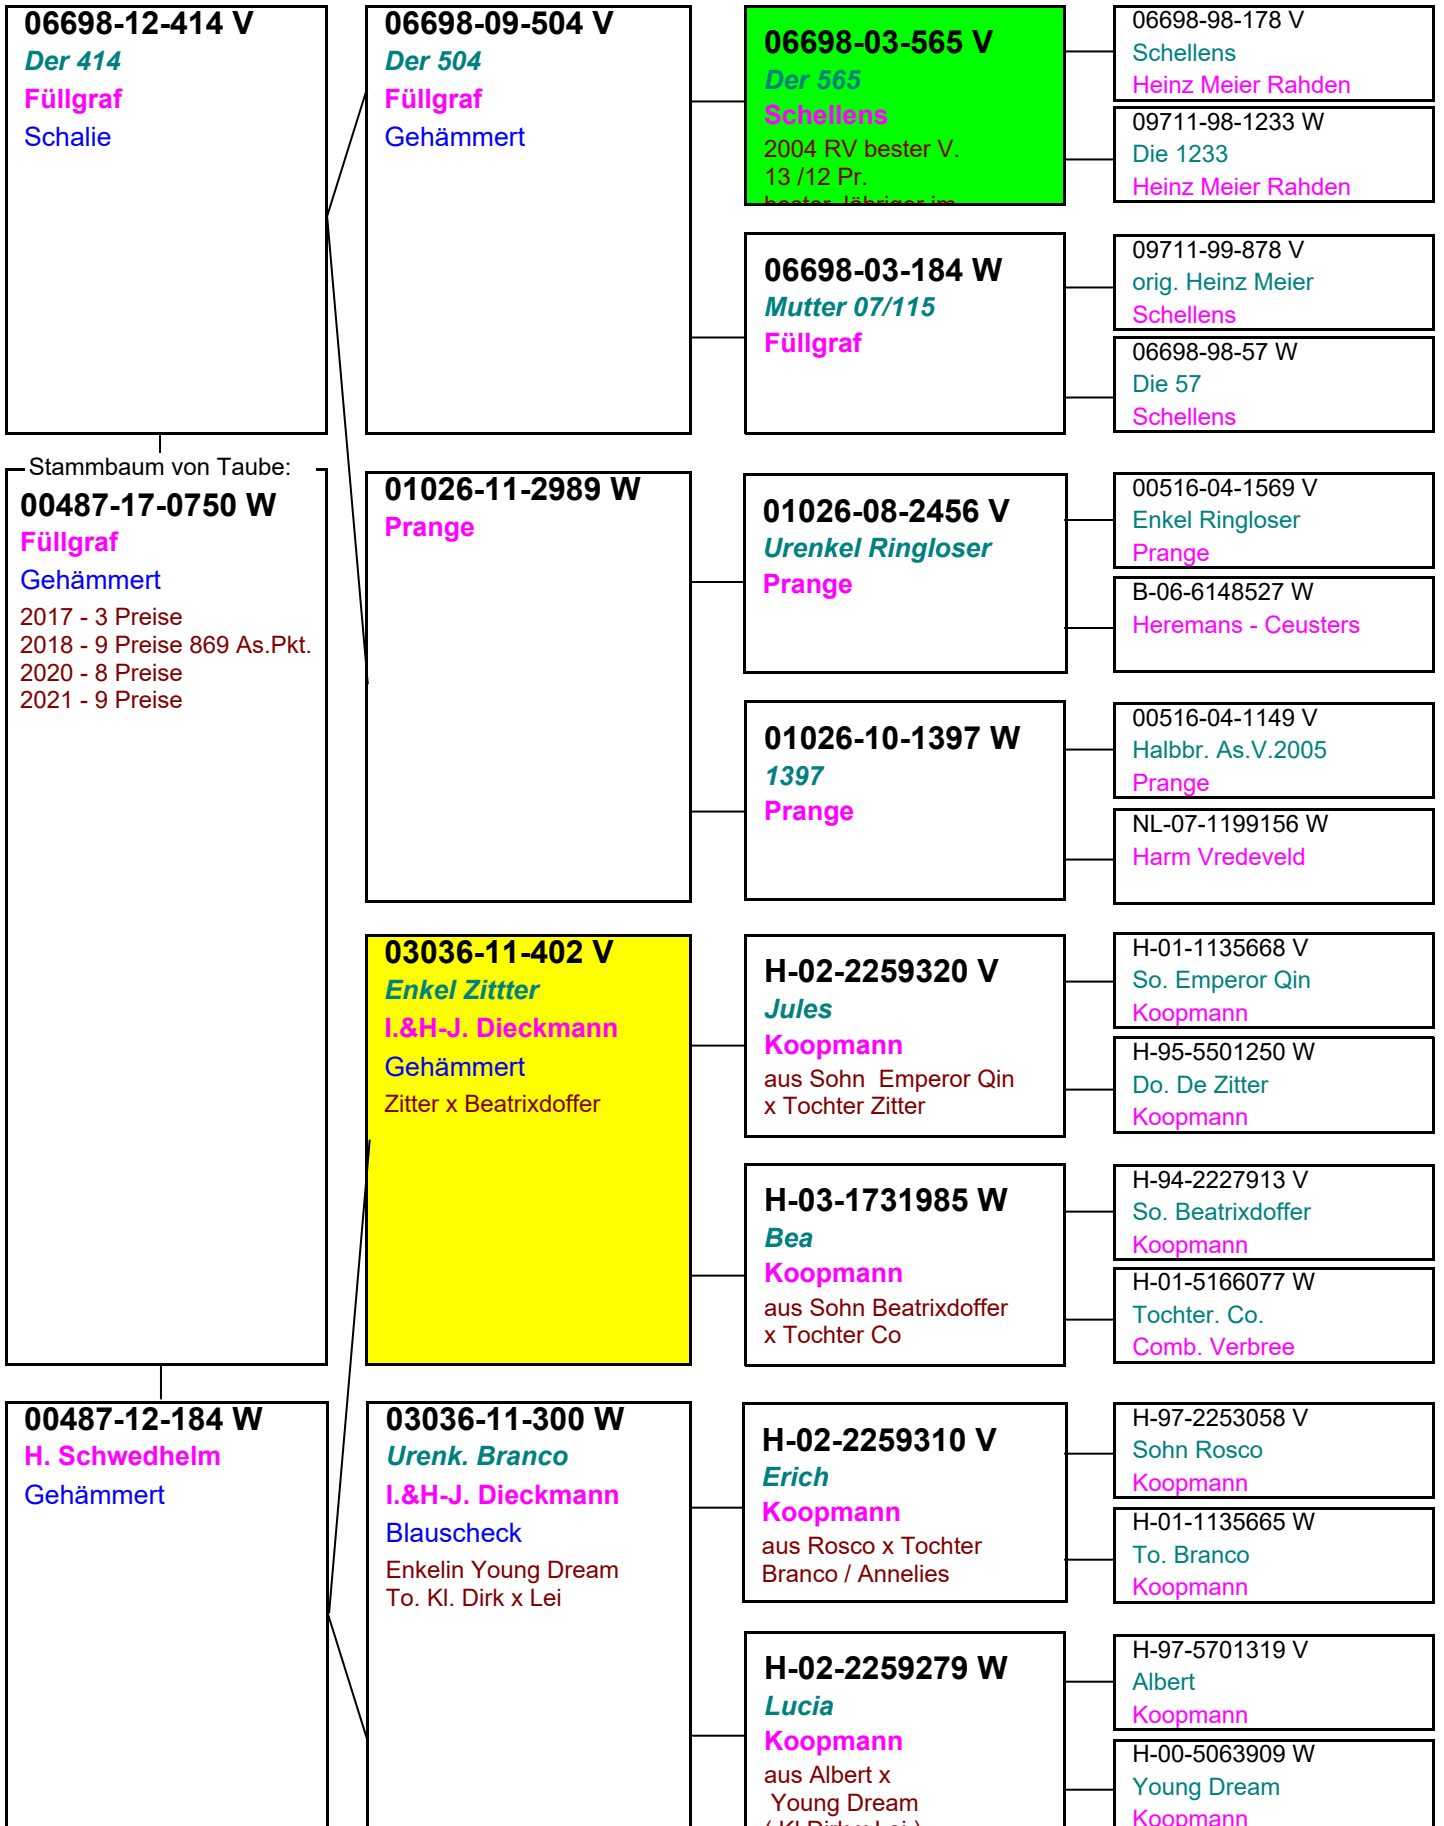 06698-12-414 V
Der 414
Füllgraf
Schalie
Stammbaum von Taube:
00487-17-0750 W
Füllgraf
Gehämmert
2017 - 3 Preise
2018 - 9 Preise 869 As.Pkt.
2020 - 8 Preise
2021 - 9 Preise
00487-12-184 W
H. Schwedhelm
Gehämmert
06698-09-504 V
Der 504
Füllgraf
Gehämmert
01026-11-2989 W
Prange
03036-11-402 V
Enkel Zittter
I.&H-J. Dieckmann
Gehämmert
Zitter x Beatrixdoffer
03036-11-300 W
Urenk. Branco
I.&H-J. Dieckmann
Blauscheck
Enkelin Young Dream
To. Kl. Dirk x Lei
06698-03-565 V
Der 565
Schellens
2004 RV bester V.
13 /12 Pr.
bester Jähriger im
06698-03-184 W
Mutter 07/115
Füllgraf
01026-08-2456 V
Urenkel Ringloser
Prange
01026-10-1397 W
1397
Prange
H-02-2259320 V
Jules
Koopmann
aus Sohn Emperor Qin
x Tochter Zitter
H-03-1731985 W
Bea
Koopmann
aus Sohn Beatrixdoffer
x Tochter Co
H-02-2259310 V
Erich
Koopmann
aus Rosco x Tochter
Branco / Annelies
H-02-2259279 W
Lucia
Koopmann
aus Albert x
Young Dream
( Kl Dirk x Lei )
06698-98-178 V
Schellens
Heinz Meier Rahden
09711-98-1233 W
Die 1233
Heinz Meier Rahden
09711-99-878 V
orig. Heinz Meier
Schellens
06698-98-57 W
Die 57
Schellens
00516-04-1569 V
Enkel Ringloser
Prange
B-06-6148527 W
Heremans - Ceusters
00516-04-1149 V
Halbbr. As.V.2005
Prange
NL-07-1199156 W
Harm Vredeveld
H-01-1135668 V
So. Emperor Qin
Koopmann
H-95-5501250 W
Do. De Zitter
Koopmann
H-94-2227913 V
So. Beatrixdoffer
Koopmann
H-01-5166077 W
Tochter. Co.
Comb. Verbree
H-97-2253058 V
Sohn Rosco
Koopmann
H-01-1135665 W
To. Branco
Koopmann
H-97-5701319 V
Albert
Koopmann
H-00-5063909 W
Young Dream
Koopmann